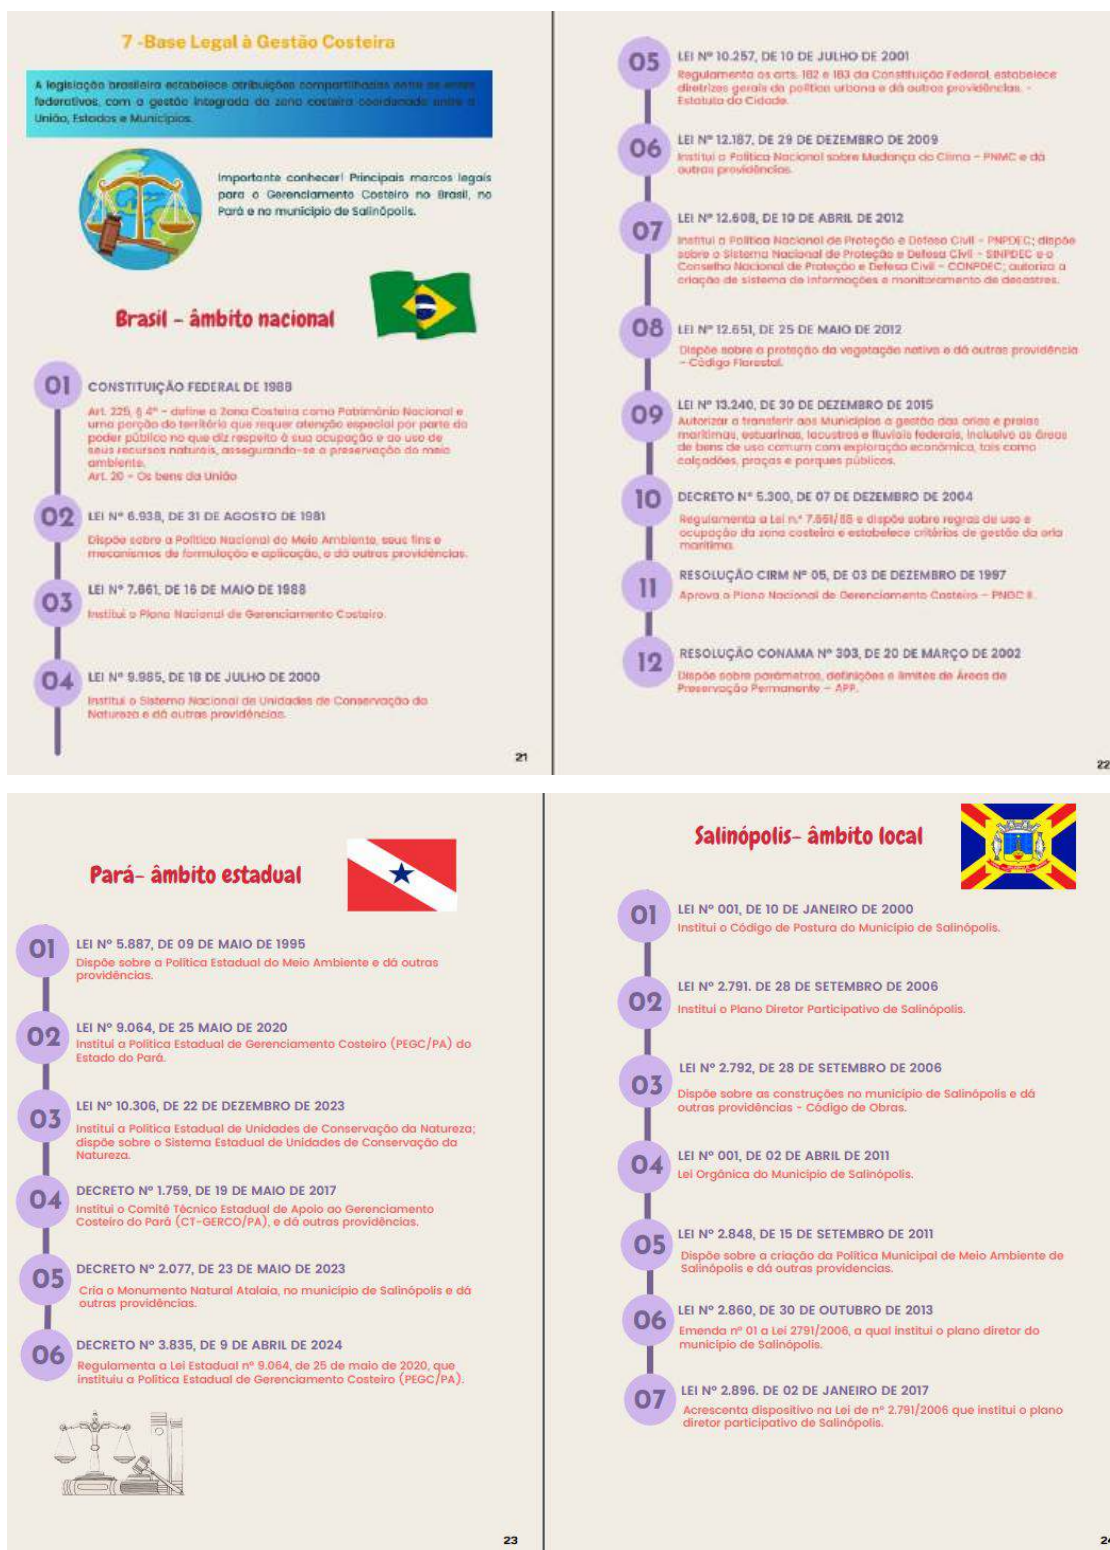 7 -Base Legal à Gestão Costeira
A legislação brasileira estabelece atribuições compartilhadas entre os entes
federativos, com a gestão integrada da zona costeira coordenada entre a
União, Estados e Municípios.
Importante conhecer! Principais marcos legais
para o Gerenciamento Costeiro no Brasil, no
Pará e no município de Salinópolis.
Brasil - âmbito nacional
01
CONSTITUIÇÃO FEDERAL DE 1988
Art. 225, § 4º - define a Zona Costeira como Patrimônio Nacional e
uma porção do território que requer atenção especial por parte do
poder público no que diz respeito à sua ocupação e ao uso de
seus recursos naturais, assegurando-se a preservação do meio
ambiente.
Art. 20 - Os bens da União
02
LEI Nº 6.938, DE 31 DE AGOSTO DE 1981
Dispõe sobre a Política Nacional do Meio Ambiente, seus fins e
mecanismos de formulação e aplicação, e dá outras providências.
03
LEI Nº 7.661, DE 16 DE MAIO DE 1988
Institui o Plano Nacional de Gerenciamento Costeiro.
04
LEI Nº 9.985, DE 18 DE JULHO DE 2000
Institui o Sistema Nacional de Unidades de Conservação da
Natureza e dá outras providências.
21
05
LEI Nº 10.257, DE 10 DE JULHO DE 2001
Regulamenta os arts. 182 e 183 da Constituição Federal, estabelece
diretrizes gerais da política urbana e dá outras providências. -
Estatuto da Cidade.
06
LEI Nº 12.187, DE 29 DE DEZEMBRO DE 2009
Institui a Política Nacional sobre Mudança do Clima - PNMC e dá
outras providências.
07
LEI Nº 12.608, DE 10 DE ABRIL DE 2012
Institui a Política Nacional de Proteção e Defesa Civil - PNPDEC; dispõe
sobre o Sistema Nacional de Proteção e Defesa Civil - SINPDEC e o
Conselho Nacional de Proteção e Defesa Civil - CONPDEC; autoriza a
criação de sistema de informações e monitoramento de desastres.
08
LEI Nº 12.651, DE 25 DE MAIO DE 2012
Dispõe sobre a proteção da vegetação nativa e dá outras providência
- Código Florestal.
09
LEI Nº 13.240, DE 30 DE DEZEMBRO DE 2015
Autorizar a transferir aos Municípios a gestão das orlas e praias
marítimas, estuarinas, lacustres e fluviais federais, inclusive as áreas
de bens de uso comum com exploração econômica, tais como
calçadões, praças e parques públicos.
10
DECRETO Nº 5.300, DE 07 DE DEZEMBRO DE 2004
Regulamenta a Lei n.º 7.661/88 e dispõe sobre regras de uso e
ocupação da zona costeira e estabelece critérios de gestão da orla
marítima.
11
RESOLUÇÃO CIRM Nº 05, DE 03 DE DEZEMBRO DE 1997
Aprova o Plano Nacional de Gerenciamento Costeiro - PNGC II.
12
RESOLUÇÃO CONAMA Nº 303, DE 20 DE MARÇO DE 2002
Dispõe sobre parâmetros, definições e limites de Áreas de
Preservação Permanente - APP.
22
Pará- âmbito estadual
01
LEI Nº 5.887, DE 09 DE MAIO DE 1995
Dispõe sobre a Política Estadual do Meio Ambiente e dá outras
providências.
02
LEI Nº 9.064, DE 25 MAIO DE 2020
Institui a Política Estadual de Gerenciamento Costeiro (PEGC/PA) do
Estado do Pará.
03
LEI Nº 10.306, DE 22 DE DEZEMBRO DE 2023
Institui a Política Estadual de Unidades de Conservação da Natureza;
dispõe sobre o Sistema Estadual de Unidades de Conservação da
Natureza.
04
DECRETO Nº 1.759, DE 19 DE MAIO DE 2017
Institui o Comitê Técnico Estadual de Apoio ao Gerenciamento
Costeiro do Pará (CT-GERCO/PA), e dá outras providências.
05
DECRETO Nº 2.077, DE 23 DE MAIO DE 2023
Cria o Monumento Natural Atalaia, no município de Salinópolis e dá
outras providências.
06
DECRETO Nº 3.835, DE 9 DE ABRIL DE 2024
Regulamenta a Lei Estadual nº 9.064, de 25 de maio de 2020, que
instituiu a Política Estadual de Gerenciamento Costeiro (PEGC/PA).
23
Salinópolis- âmbito local
01
LEI Nº 001, DE 10 DE JANEIRO DE 2000
Institui o Código de Postura do Município de Salinópolis.
02
LEI Nº 2.791. DE 28 DE SETEMBRO DE 2006
Institui o Plano Diretor Participativo de Salinópolis.
03
LEI Nº 2.792, DE 28 DE SETEMBRO DE 2006
Dispõe sobre as construções no município de Salinópolis e dá
outras providências - Código de Obras.
04
LEI Nº 001, DE 02 DE ABRIL DE 2011
Lei Orgânica do Município de Salinópolis.
05
LEI Nº 2.848, DE 15 DE SETEMBRO DE 2011
Dispõe sobre a criação da Política Municipal de Meio Ambiente de
Salinópolis e dá outras providencias.
06
LEI Nº 2.860, DE 30 DE OUTUBRO DE 2013
Emenda nº 01 a Lei 2791/2006, a qual institui o plano diretor do
município de Salinópolis.
07
LEI Nº 2.896. DE 02 DE JANEIRO DE 2017
Acrescenta dispositivo na Lei de nº 2.791/2006 que institui o plano
diretor participativo de Salinópolis.